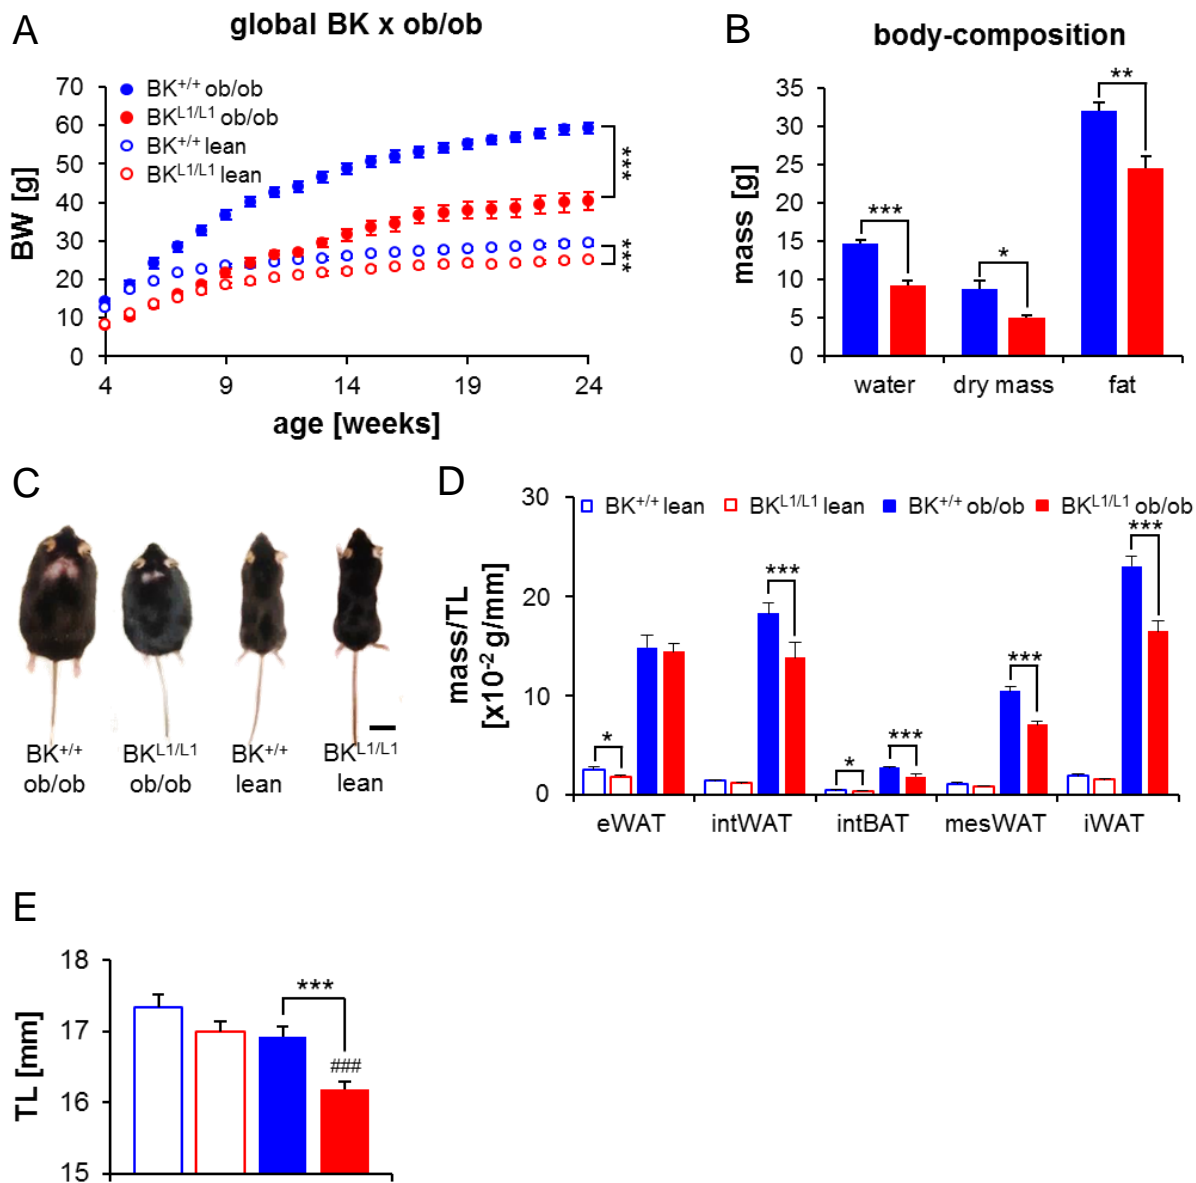 A
global BK x ob/ob
70
60
50
40
30
20
10
0
BW [g]
BK+/+ ob/ob
BKL1/L1 ob/ob
BK+/+ lean
BKL1/L1 lean
***
***
4
9
14
19
24
age [weeks]
B
body-composition
35
30
25
20
15
10
5
0
mass [g]
***
*
**
water
dry mass
fat
C
BK+/+
ob/ob
BKL1/L1
ob/ob
BK+/+
lean
BKL1/L1
lean
D
30
20
10
0
mass/TL
[x10-2 g/mm]
BK+/+ lean
BKL1/L1 lean
BK+/+ ob/ob
BKL1/L1 ob/ob
*
***
*
***
***
***
eWAT
intWAT
intBAT
mesWAT
iWAT
E
18
17
16
15
TL [mm]
***
###